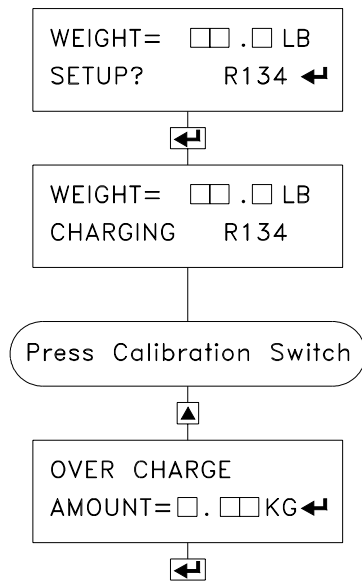 WEIGHT= □□.□ LB
SETUP? R134 ↵
↵
WEIGHT= □□.□ LB
CHARGING R134
Press Calibration Switch
▲
OVER CHARGE
AMOUNT=□.□□KG↵
↵